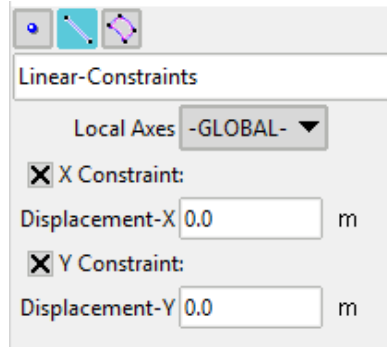 Linear-Constraints
Local Axes -GLOBAL-
X Constraint:
Displacement-X 0.0 m
Y Constraint:
Displacement-Y 0.0 m